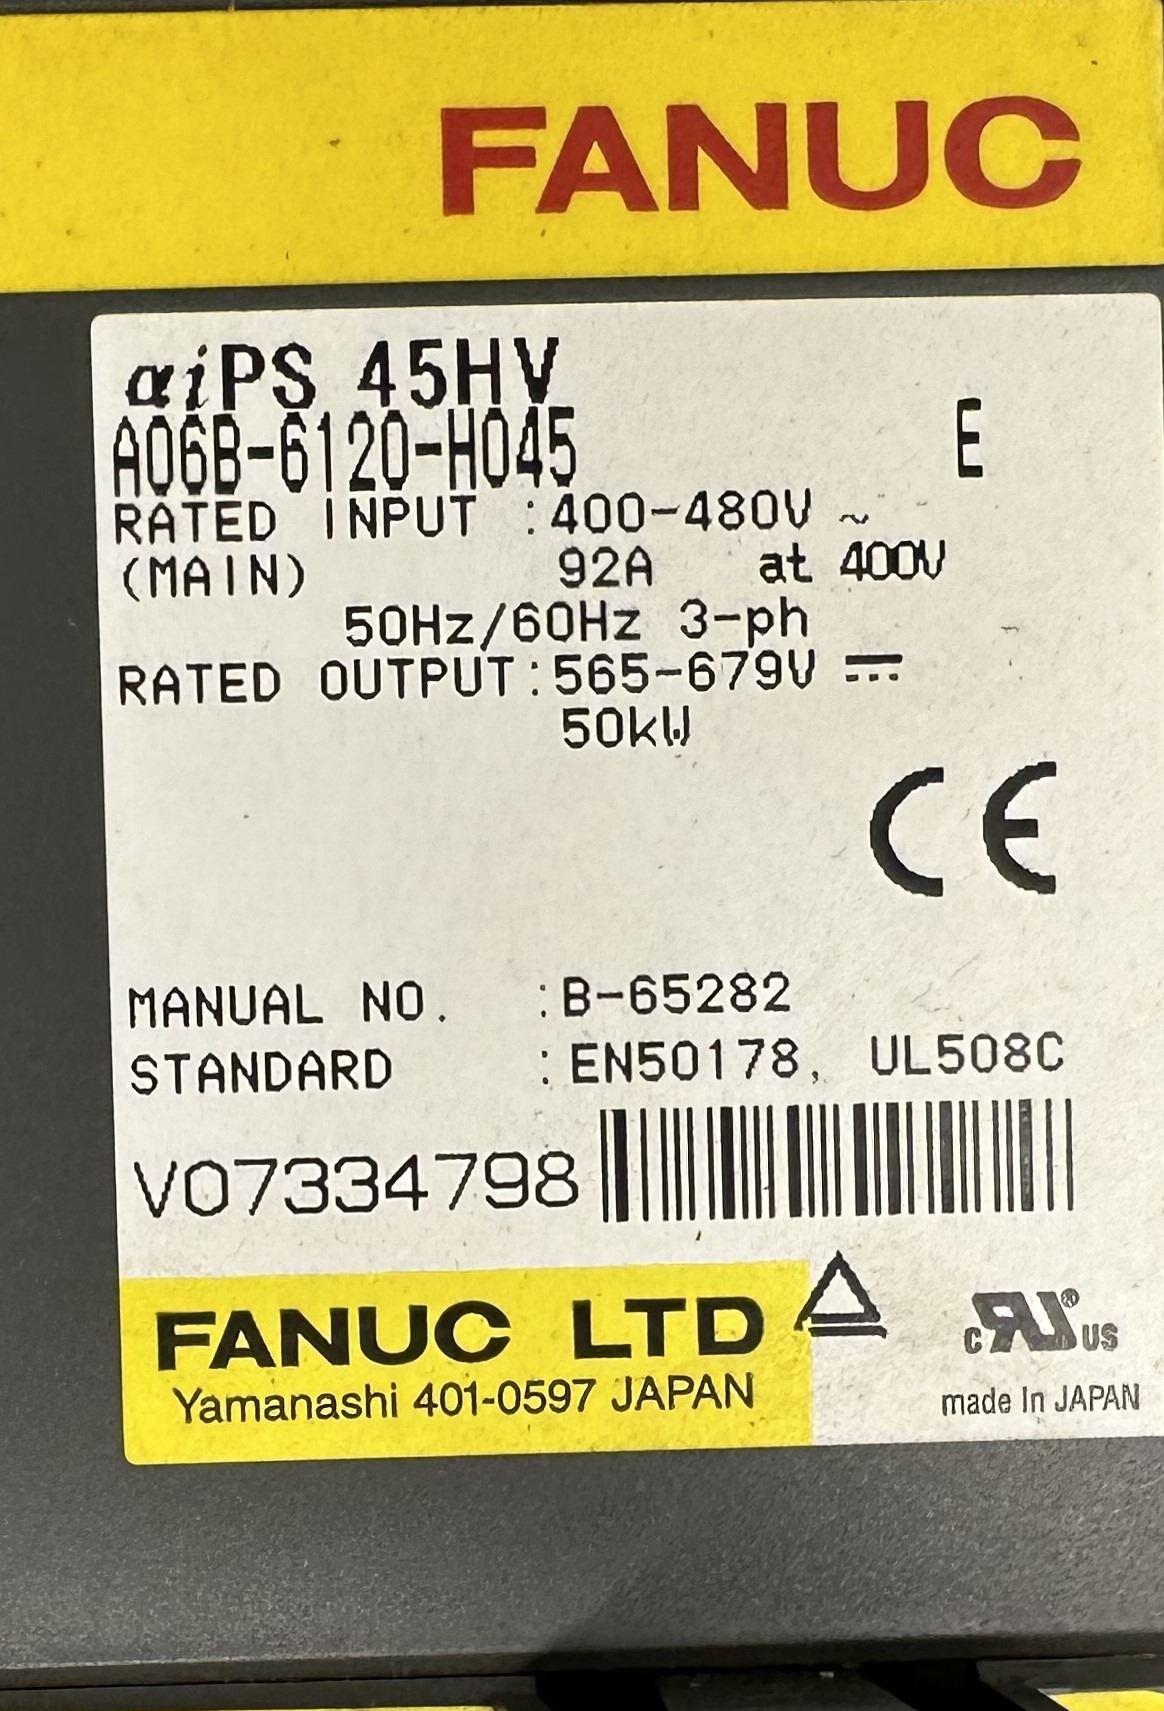 FANUC
αiPS 45HV
A06B-6120-H045 E
RATED INPUT :400-480V ~
(MAIN) 92A at 400V
50Hz/60Hz 3-ph
RATED OUTPUT:565-679V ⎓
50kW
CE
MANUAL NO. :B-65282
STANDARD :EN50178, UL508C
V07334798
FANUC LTD
Yamanashi 401-0597 JAPAN
c RU ® US
made In JAPAN